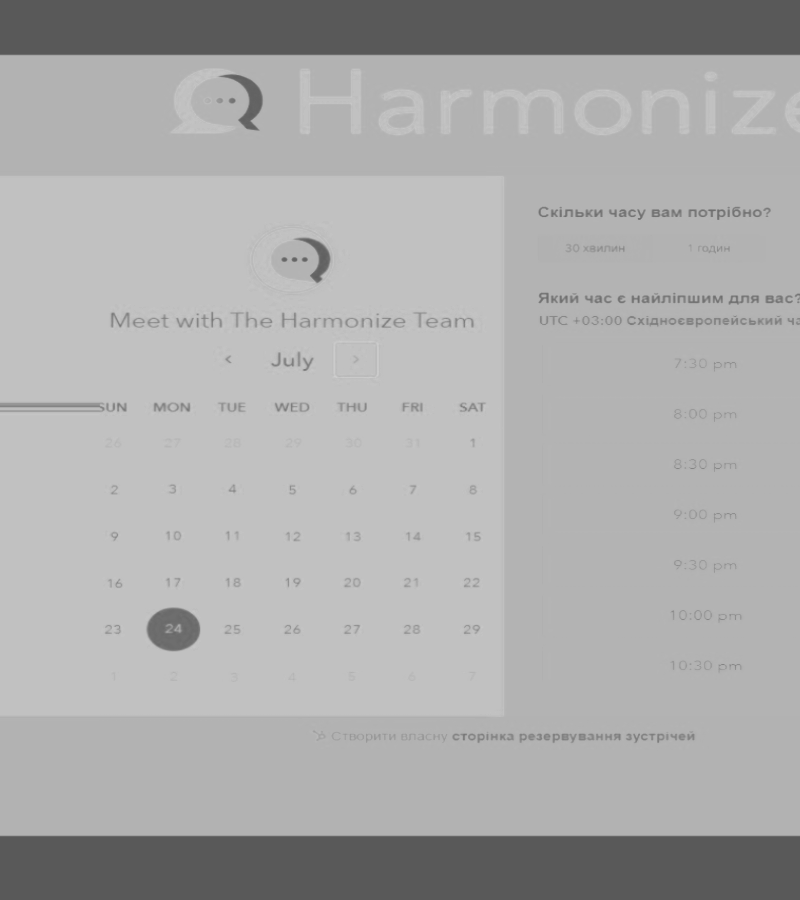 Harmonize
Meet with The Harmonize Team
‹ July ›
SUN MON TUE WED THU FRI SAT
26 27 28 29 30 31 1
2 3 4 5 6 7 8
9 10 11 12 13 14 15
16 17 18 19 20 21 22
23 24 25 26 27 28 29
1 2 3 4 5 6 7
Скільки часу вам потрібно?
30 хвилин 1 годин
Який час є найліпшим для вас?
UTC +03:00 Східноєвропейський ча
7:30 pm
8:00 pm
8:30 pm
9:00 pm
9:30 pm
10:00 pm
10:30 pm
Створити власну сторінка резервування зустрічей